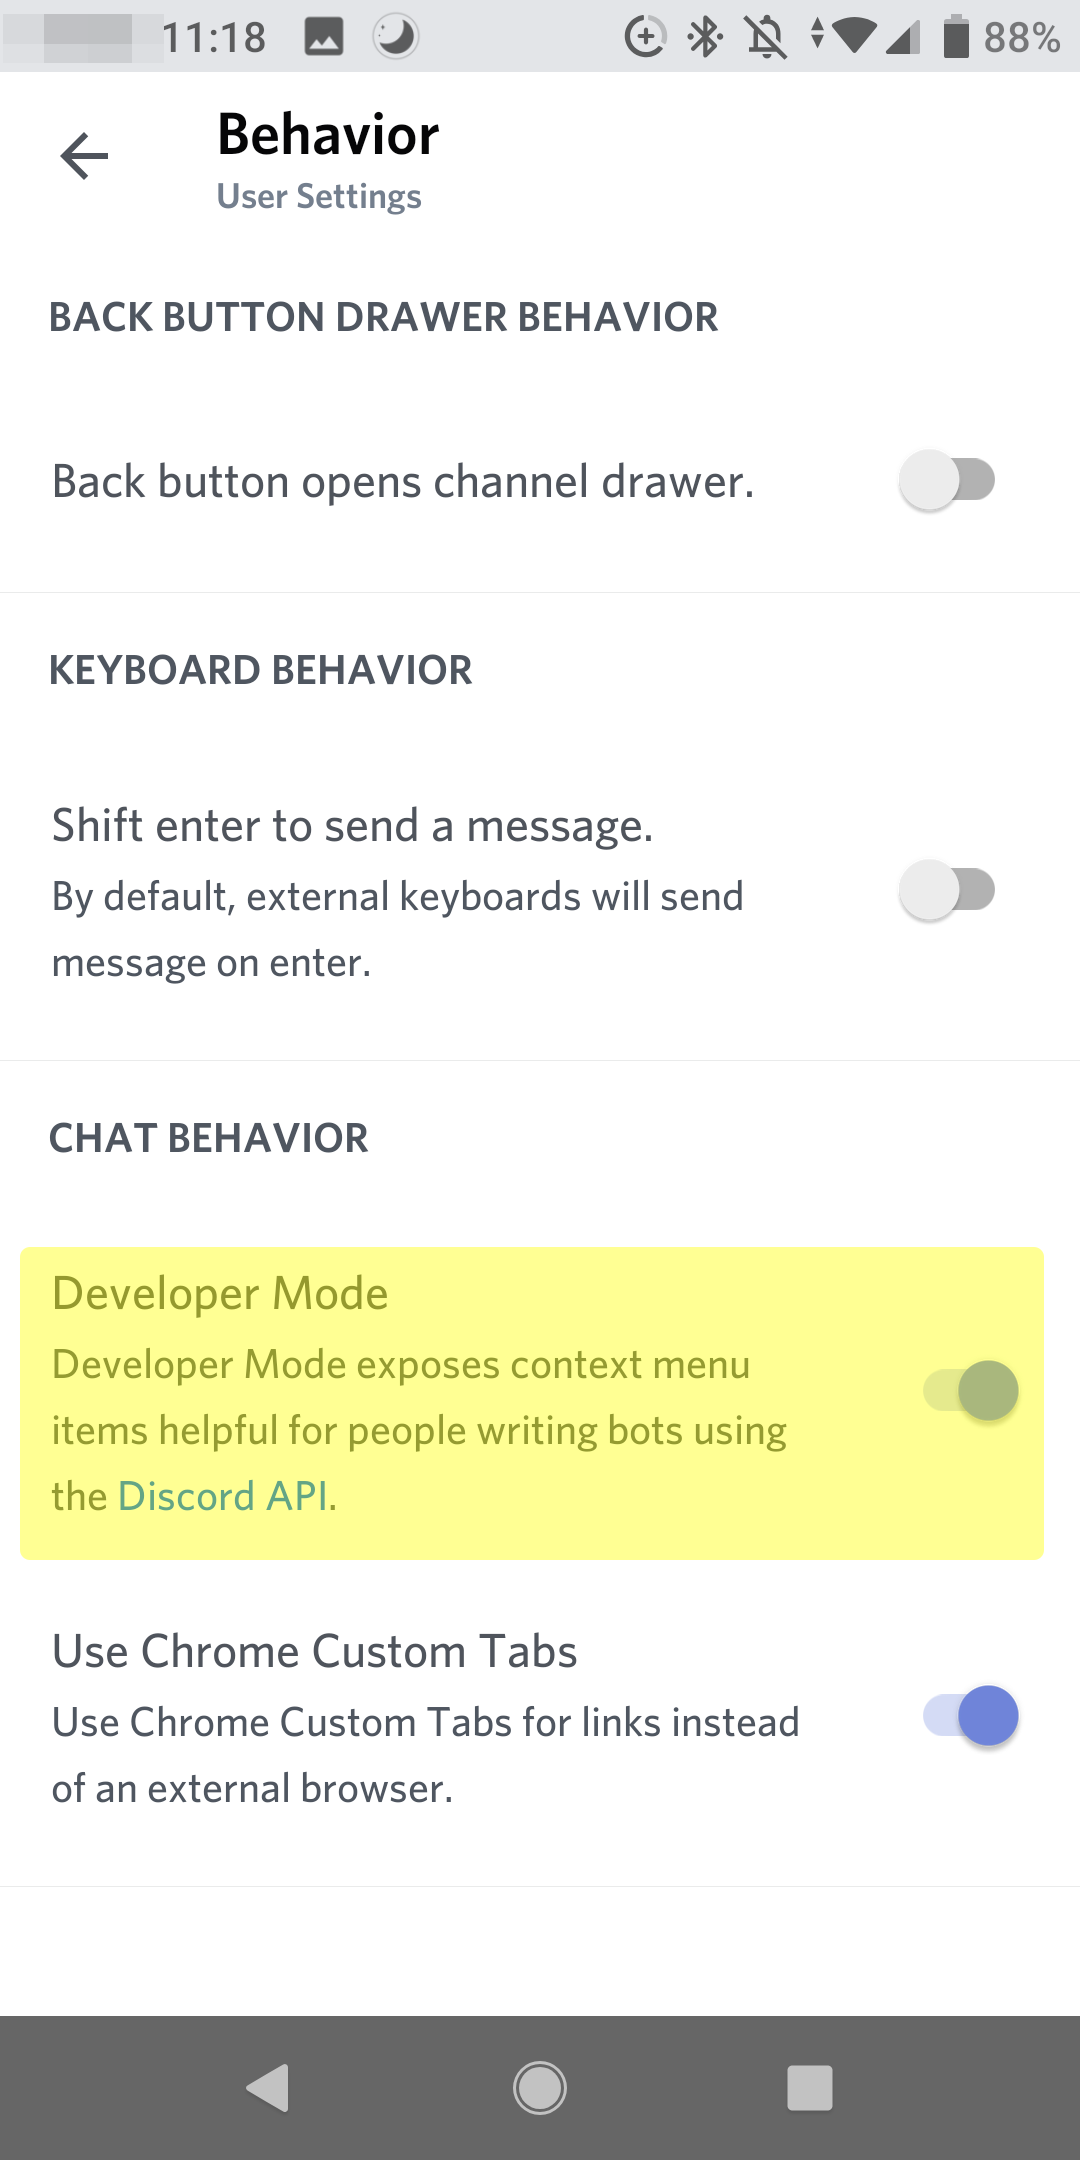 11:18 88%
Behavior
User Settings
BACK BUTTON DRAWER BEHAVIOR
Back button opens channel drawer.
KEYBOARD BEHAVIOR
Shift enter to send a message.
By default, external keyboards will send
message on enter.
CHAT BEHAVIOR
Developer Mode
Developer Mode exposes context menu
items helpful for people writing bots using
the Discord API.
Use Chrome Custom Tabs
Use Chrome Custom Tabs for links instead
of an external browser.